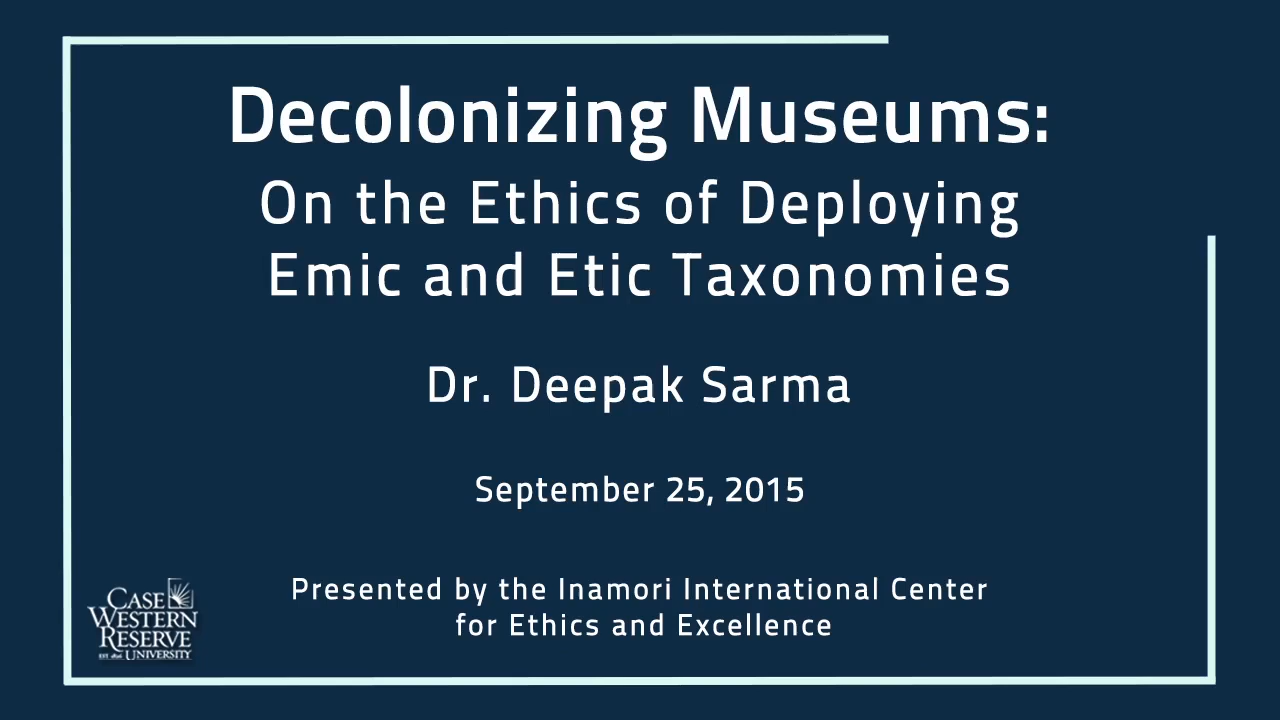 Decolonizing Museums:
On the Ethics of Deploying
Emic and Etic Taxonomies
Dr. Deepak Sarma
September 25, 2015
Presented by the Inamori International Center
for Ethics and Excellence
CASE
WESTERN
RESERVE
UNIVERSITY